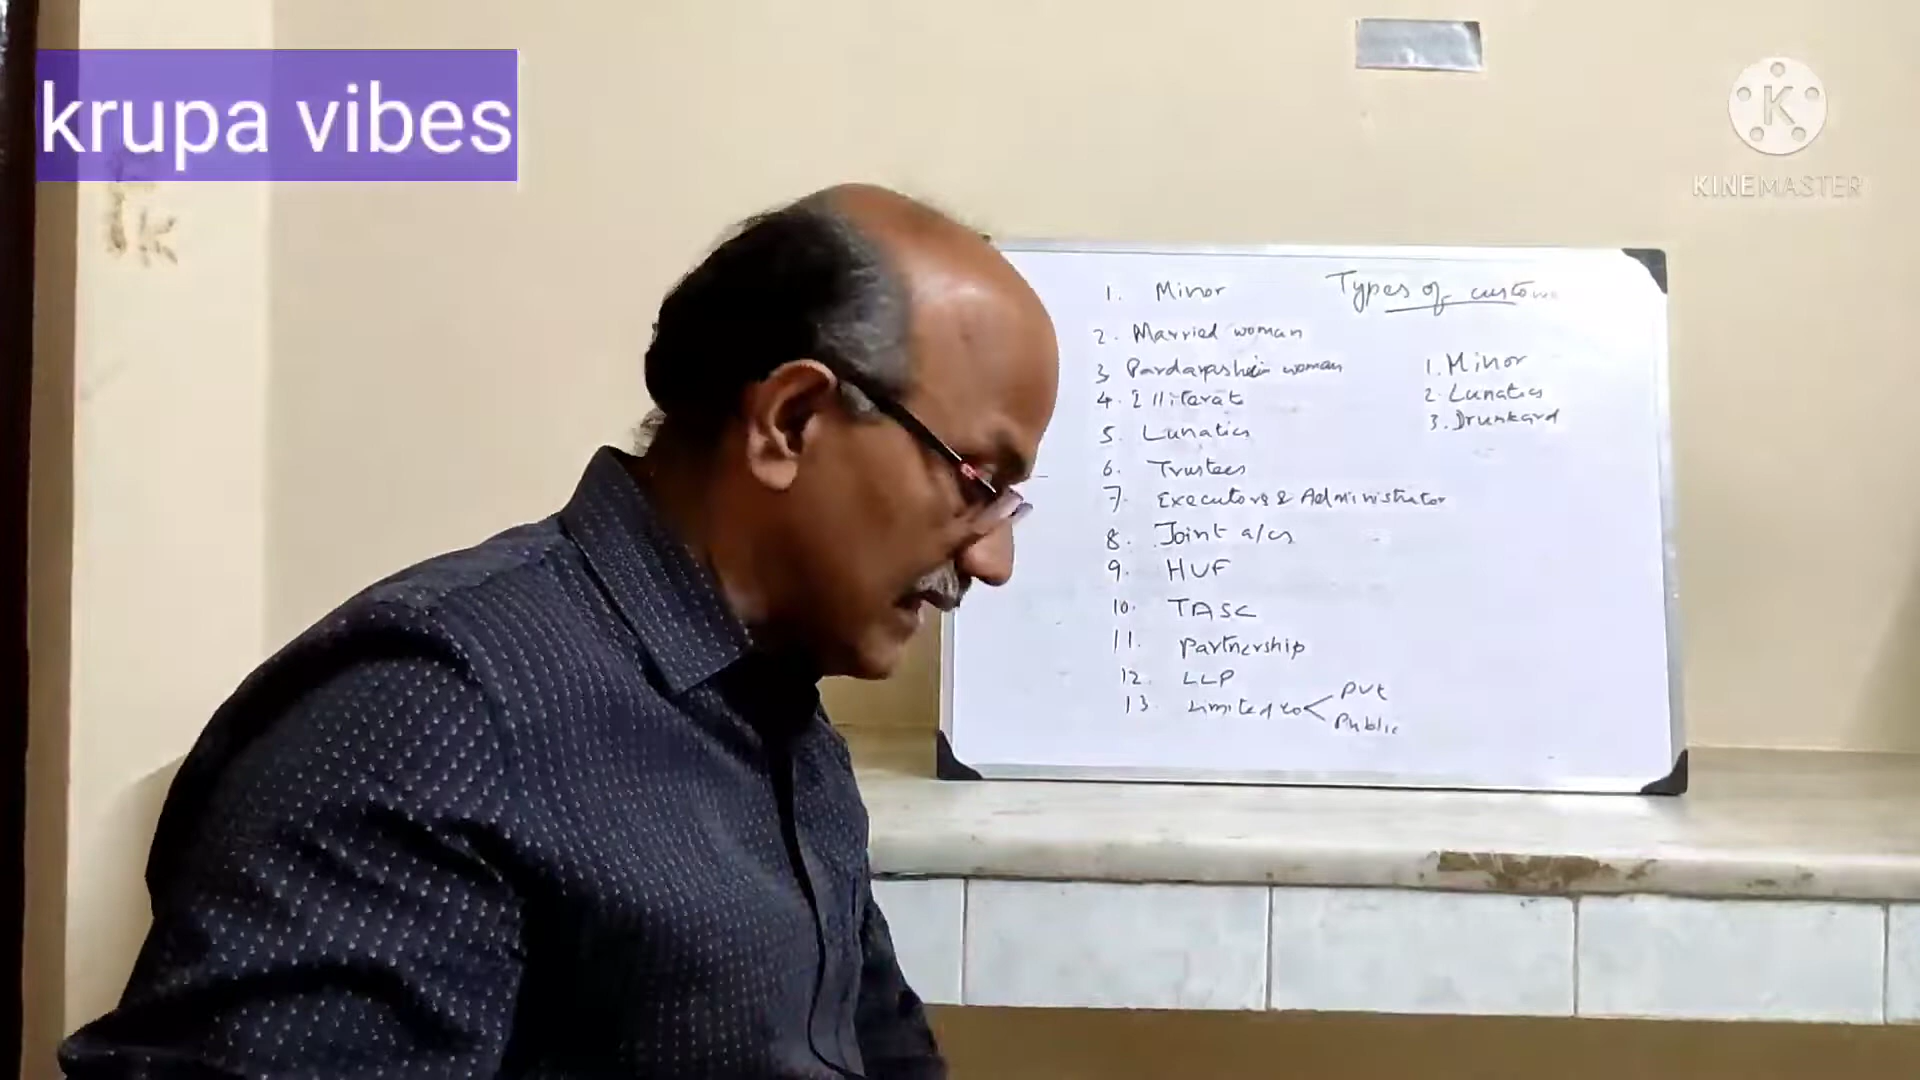 krupa vibes
KINEMASTER
Types of custom
1. Minor
2. Married woman
3 Pardanashin woman
4. Illiterate
5. Lunatics
6. Trustees
7. Executors & Administrator
8. Joint a/cs
9. HUF
10. TASC
11. Partnership
12. LLP
13. Limited co
Pvt
Public
1. Minor
2. Lunatics
3. Drunkard